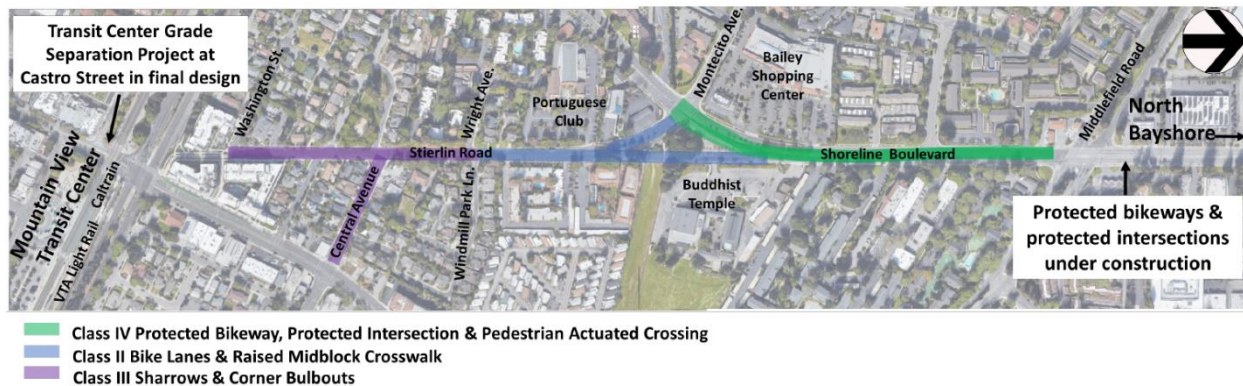 Transit Center Grade
Separation Project at
Castro Street in final design
Washington St.
Wright Ave.
Portuguese
Club
Montecito Ave.
Bailey
Shopping
Center
Middlefield Road
North
Bayshore
Stierlin Road
Shoreline Boulevard
Mountain View
Transit Center
Caltrain
VTA Light Rail
Central Avenue
Windmill Park Ln.
Buddhist
Temple
Protected bikeways &
protected intersections
under construction
Class IV Protected Bikeway, Protected Intersection & Pedestrian Actuated Crossing
Class II Bike Lanes & Raised Midblock Crosswalk
Class III Sharrows & Corner Bulbouts